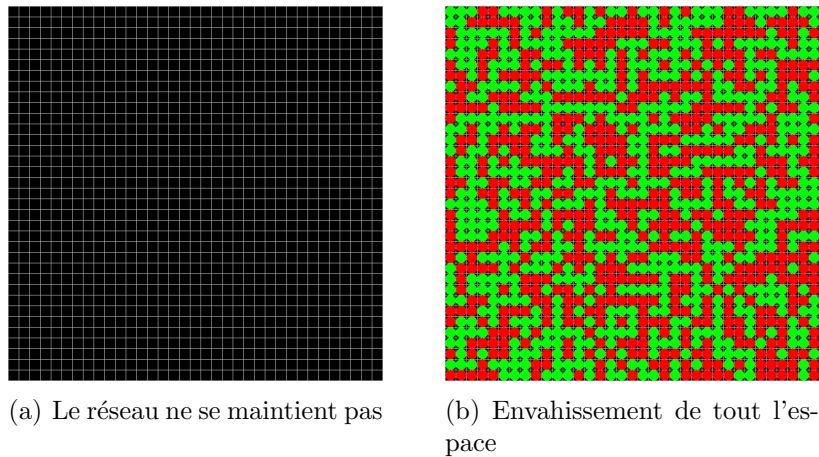 (a) Le réseau ne se maintient pas
(b) Envahissement de tout l'es-
pace